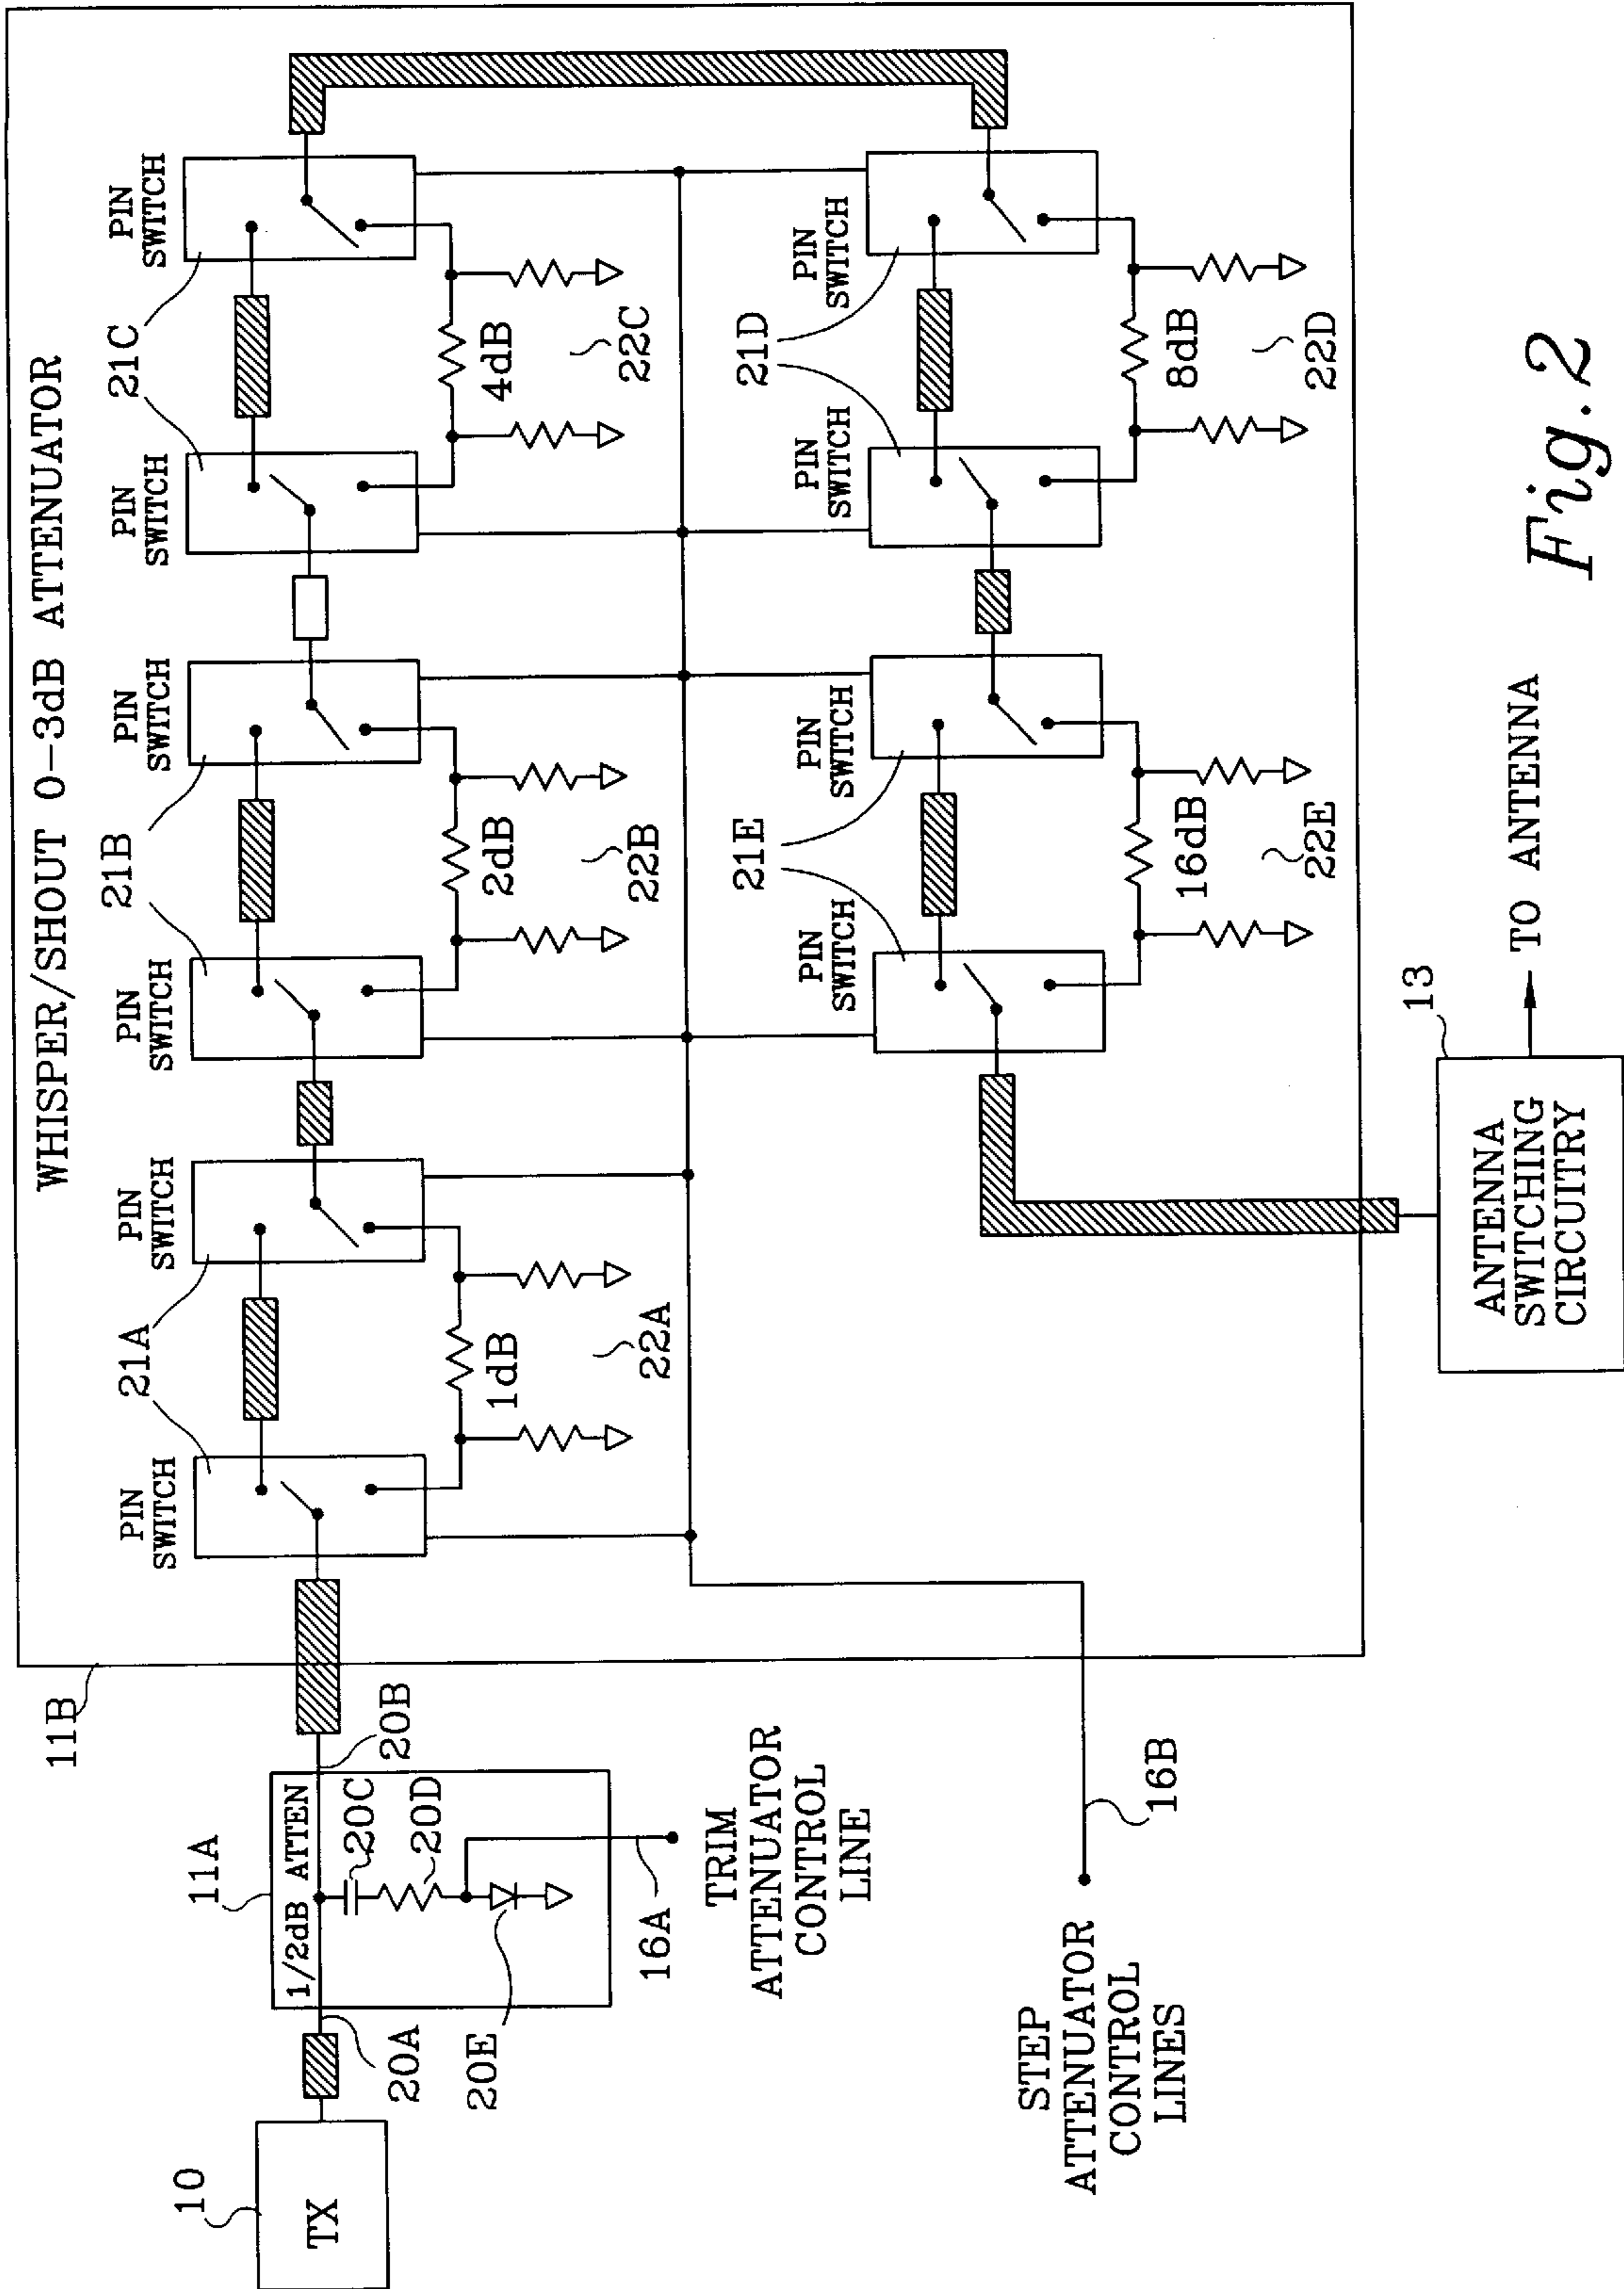 WHISPER/SHOUT 0-3dB ATTENUATOR
11B
21A
21B
21C
PIN
SWITCH
PIN
SWITCH
PIN
SWITCH
PIN
SWITCH
PIN
SWITCH
PIN
SWITCH
10
TX
20A
11A
1/2dB ATTEN
20B
20C
20D
20E
16A
TRIM
ATTENUATOR
CONTROL
LINE
1dB
22A
2dB
22B
4dB
22C
21E
21D
PIN
SWITCH
PIN
SWITCH
PIN
SWITCH
PIN
SWITCH
16dB
22E
8dB
22D
STEP
ATTENUATOR
CONTROL
LINES
16B
13
ANTENNA
SWITCHING
CIRCUITRY
TO ANTENNA
Fig. 2